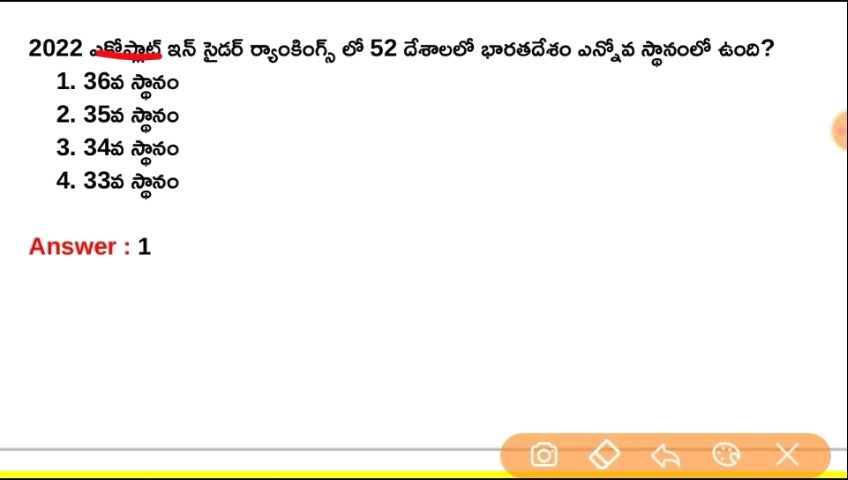 2022 ఎకోస్లాట్ ఇన్ సైడర్ ర్యాంకింగ్స్ లో 52 దేశాలలో భారతదేశం ఎన్నోవ స్థానంలో ఉంది?
1. 36వ స్థానం
2. 35వ స్థానం
3. 34వ స్థానం
4. 33వ స్థానం
Answer : 1